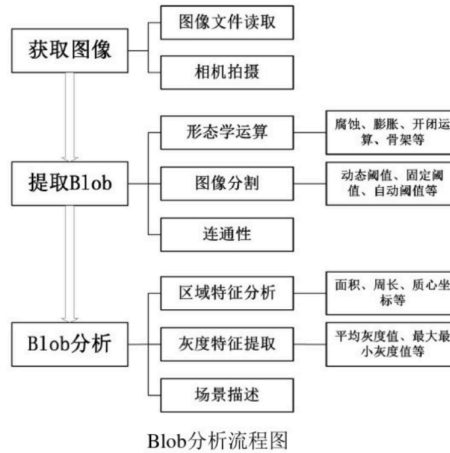 图像文件读取
获取图像
相机拍摄
形态学运算
腐蚀、膨胀、开闭运
算、骨架等
提取Blob
图像分割
动态阈值、固定阈
值、自动阈值等
连通性
区域特征分析
面积、周长、质心坐
标等
Blob分析
灰度特征提取
平均灰度值、最大最
小灰度值等
场景描述
Blob分析流程图